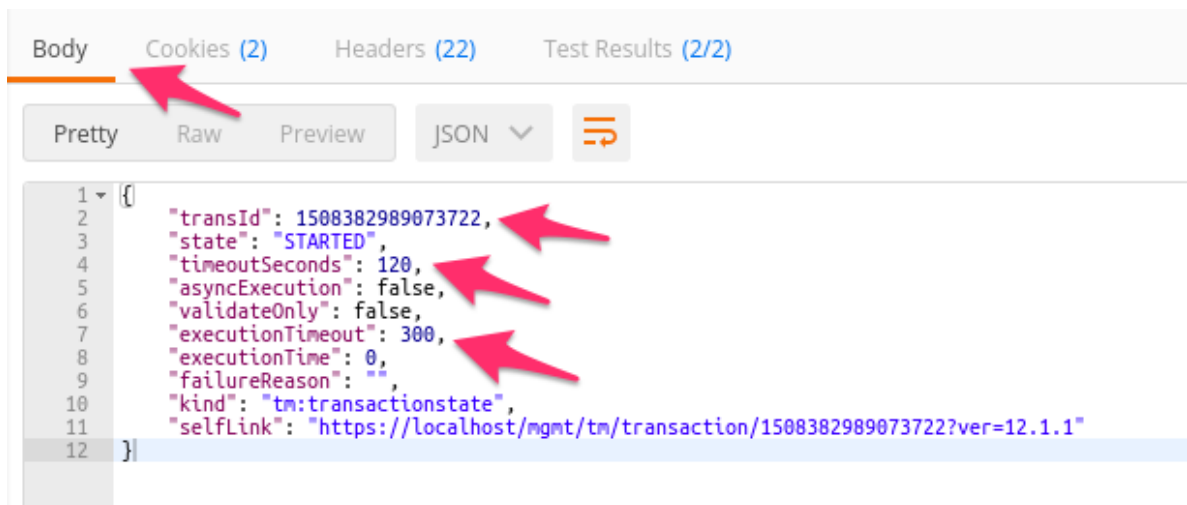 Body Cookies (2) Headers (22) Test Results (2/2)
Pretty Raw Preview JSON
1 {
2 "transId": 1508382989073722,
3 "state": "STARTED",
4 "timeoutSeconds": 120,
5 "asyncExecution": false,
6 "validateOnly": false,
7 "executionTimeout": 300,
8 "executionTime": 0,
9 "failureReason": "",
10 "kind": "tm:transactionstate",
11 "selfLink": "https://localhost/mgmt/tm/transaction/1508382989073722?ver=12.1.1"
12 }